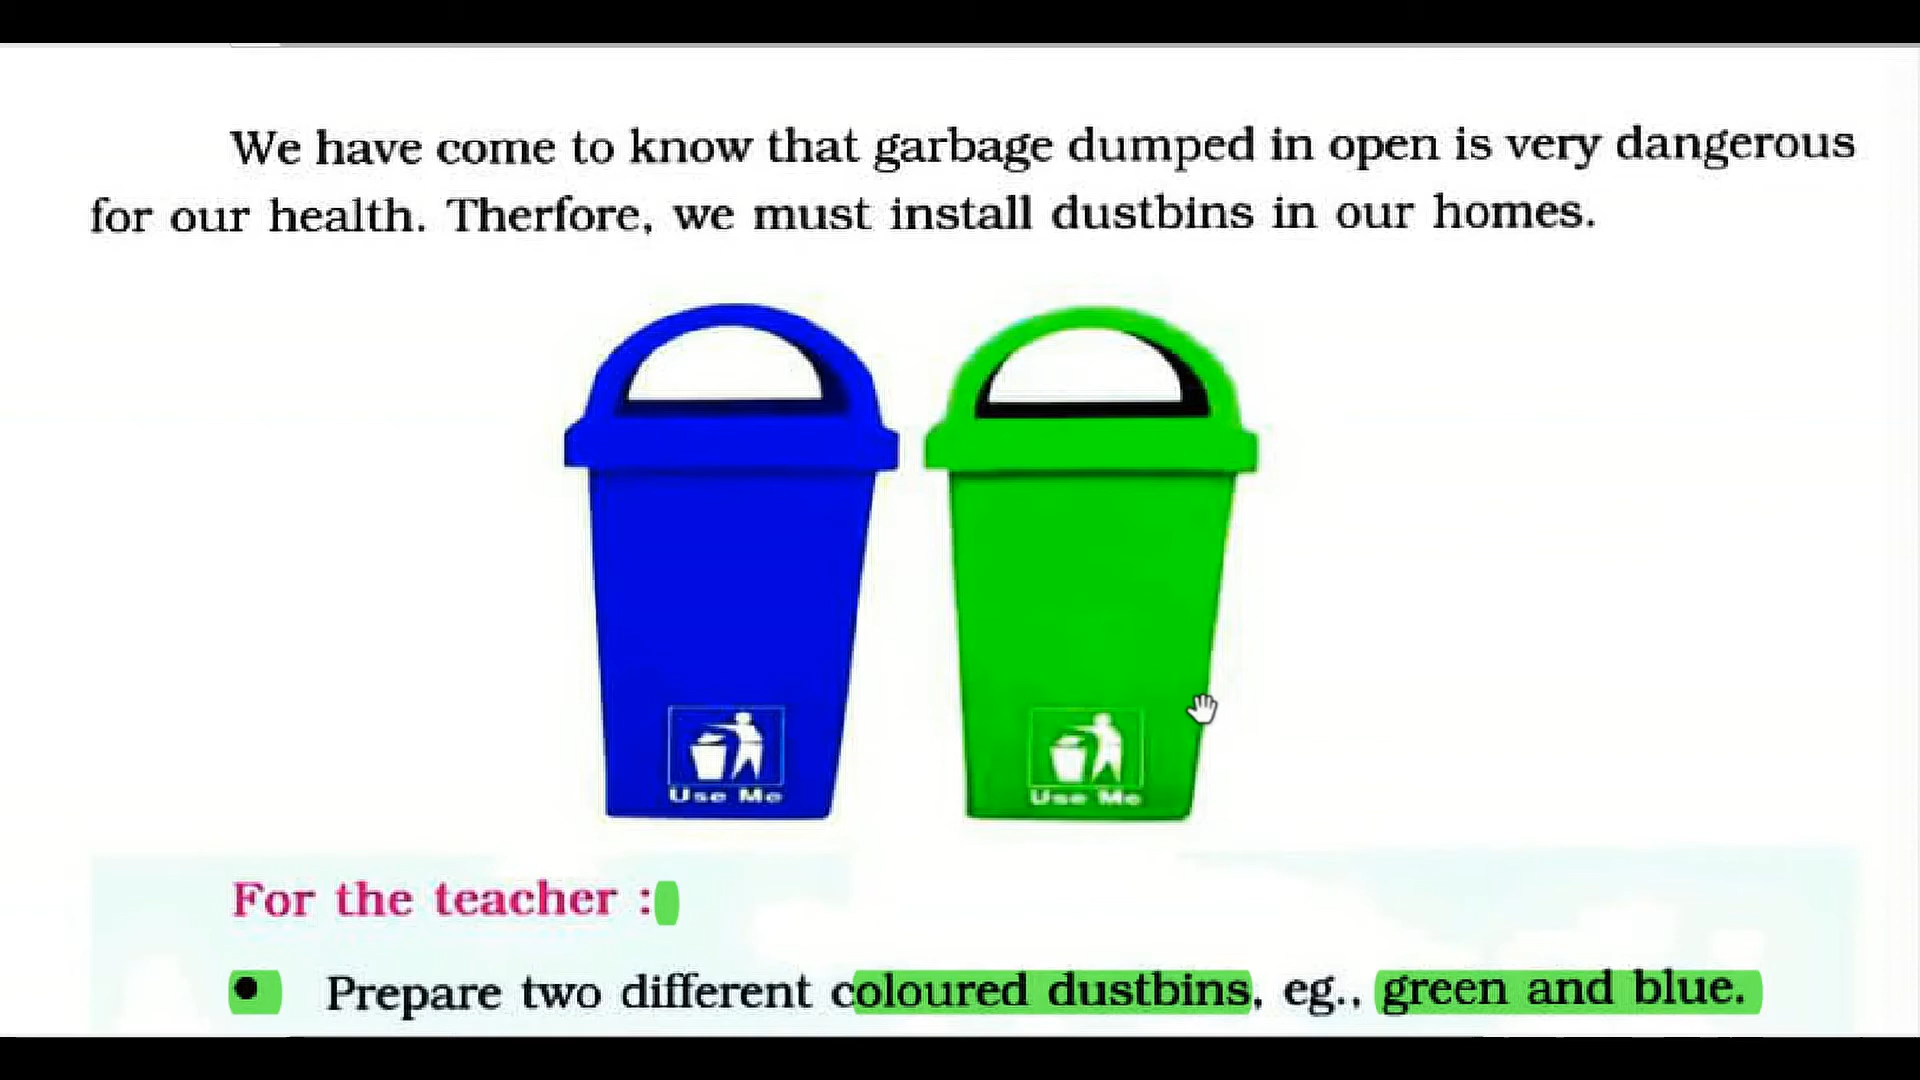 We have come to know that garbage dumped in open is very dangerous
for our health. Therfore, we must install dustbins in our homes.
Use Me
Use Me
For the teacher :
• Prepare two different coloured dustbins, eg., green and blue.